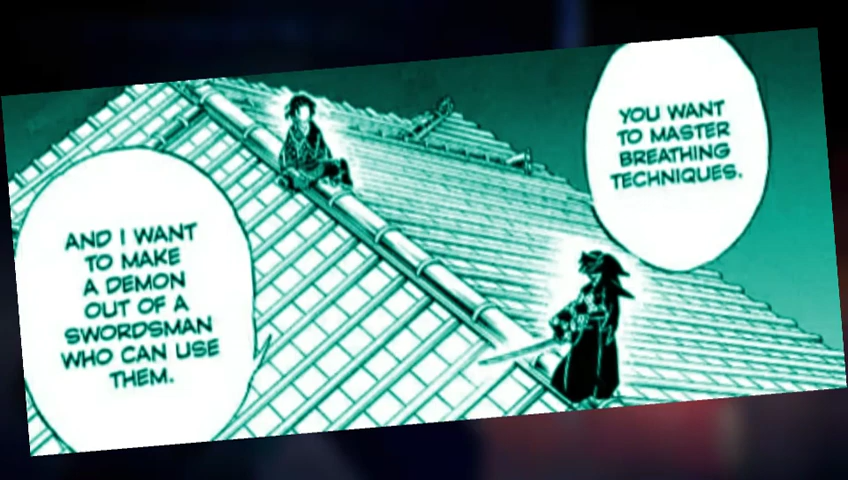 YOU WANT
TO MASTER
BREATHING
TECHNIQUES.
AND I WANT
TO MAKE
A DEMON
OUT OF A
SWORDSMAN
WHO CAN USE
THEM.